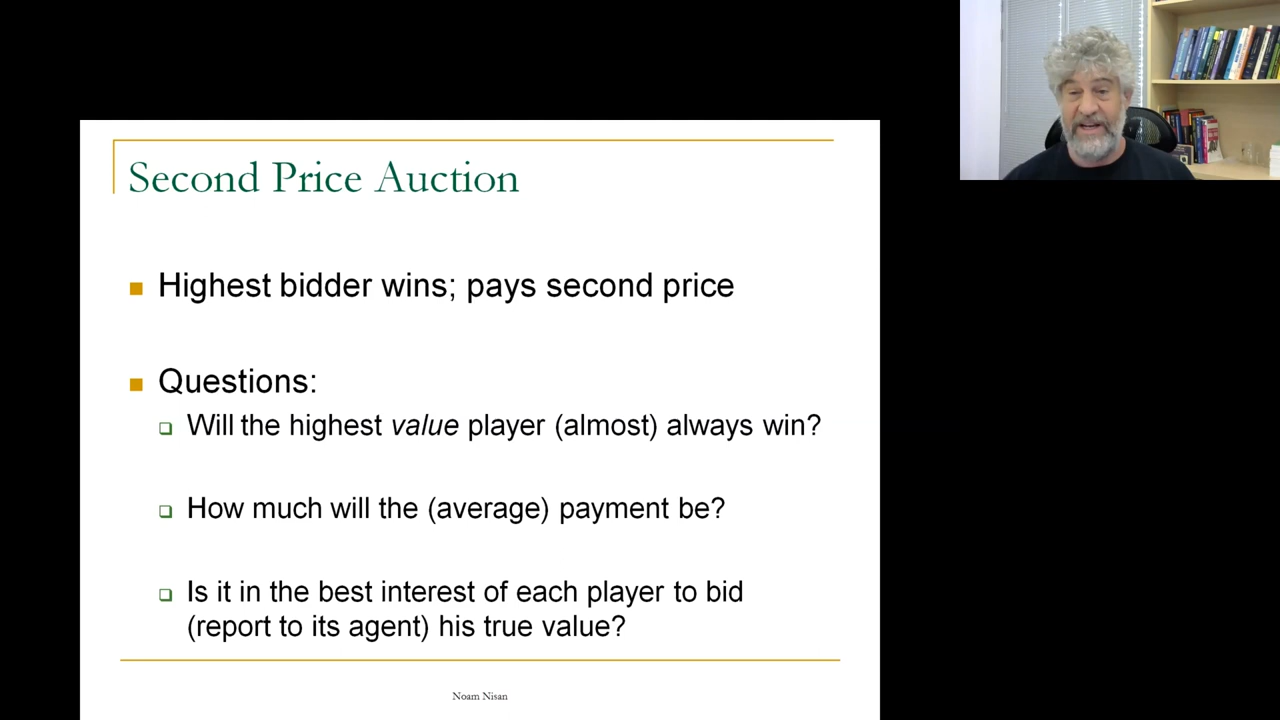 Second Price Auction
Highest bidder wins; pays second price
Questions:
Will the highest value player (almost) always win?
How much will the (average) payment be?
Is it in the best interest of each player to bid
(report to its agent) his true value?
Noam Nisan